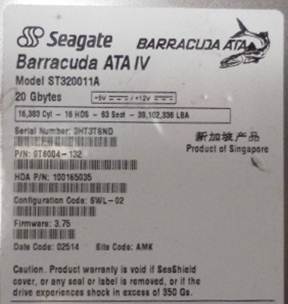 Seagate BARRACUDA ATA
Barracuda ATA IV
Model ST320011A
20 Gbytes +5V +12V
16,383 Cyl - 16 HDS - 63 Sect - 39,102,336 LBA
Serial Number: 3HT3T6ND
新加坡产品
Product of Singapore
P/N: 9T6004-132
HDA P/N: 100165035
Configuration Code: SWL-02
Firmware: 3.75
Date Code: 02514 Site Code: AMK
Caution. Product warranty is void if SeaShield
cover, or any seal or label is removed, or if the
drive experiences shock in excess of 350 Gs.